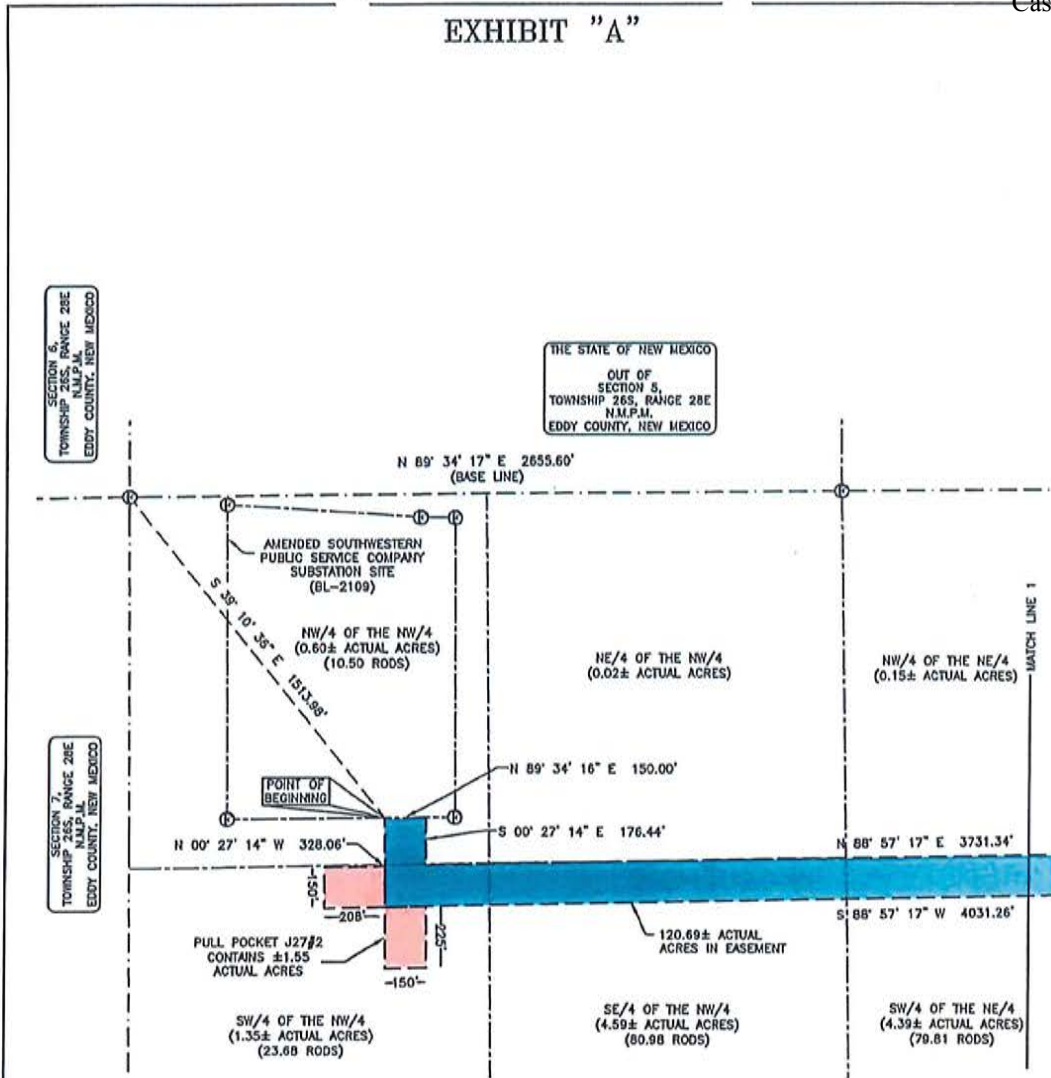 Cas
EXHIBIT "A"
SECTION 6,
TOWNSHIP 26S, RANGE 28E
N.M.P.M.
EDDY COUNTY, NEW MEXICO
THE STATE OF NEW MEXICO
OUT OF
SECTION 5,
TOWNSHIP 26S, RANGE 28E
N.M.P.M.
EDDY COUNTY, NEW MEXICO
N 89° 34' 17" E 2655.60'
(BASE LINE)
AMENDED SOUTHWESTERN
PUBLIC SERVICE COMPANY
SUBSTATION SITE
(BL-2109)
S 39° 10' 36" E 1513.98'
NW/4 OF THE NW/4
(0.60± ACTUAL ACRES)
(10.50 RODS)
NE/4 OF THE NW/4
(0.02± ACTUAL ACRES)
NW/4 OF THE NE/4
(0.15± ACTUAL ACRES)
MATCH LINE 1
SECTION 7,
TOWNSHIP 26S, RANGE 28E
N.M.P.M.
EDDY COUNTY, NEW MEXICO
POINT OF
BEGINNING
N 89° 34' 16" E 150.00'
S 00° 27' 14" E 176.44'
N 00° 27' 14" W 328.06'
N 88° 57' 17" E 3731.34'
150'
208'
225'
S 88° 57' 17" W 4031.26'
PULL POCKET J27#2
CONTAINS ±1.55
ACTUAL ACRES
150'
120.69± ACTUAL
ACRES IN EASEMENT
SW/4 OF THE NW/4
(1.35± ACTUAL ACRES)
(23.68 RODS)
SE/4 OF THE NW/4
(4.59± ACTUAL ACRES)
(80.98 RODS)
SW/4 OF THE NE/4
(4.39± ACTUAL ACRES)
(79.81 RODS)